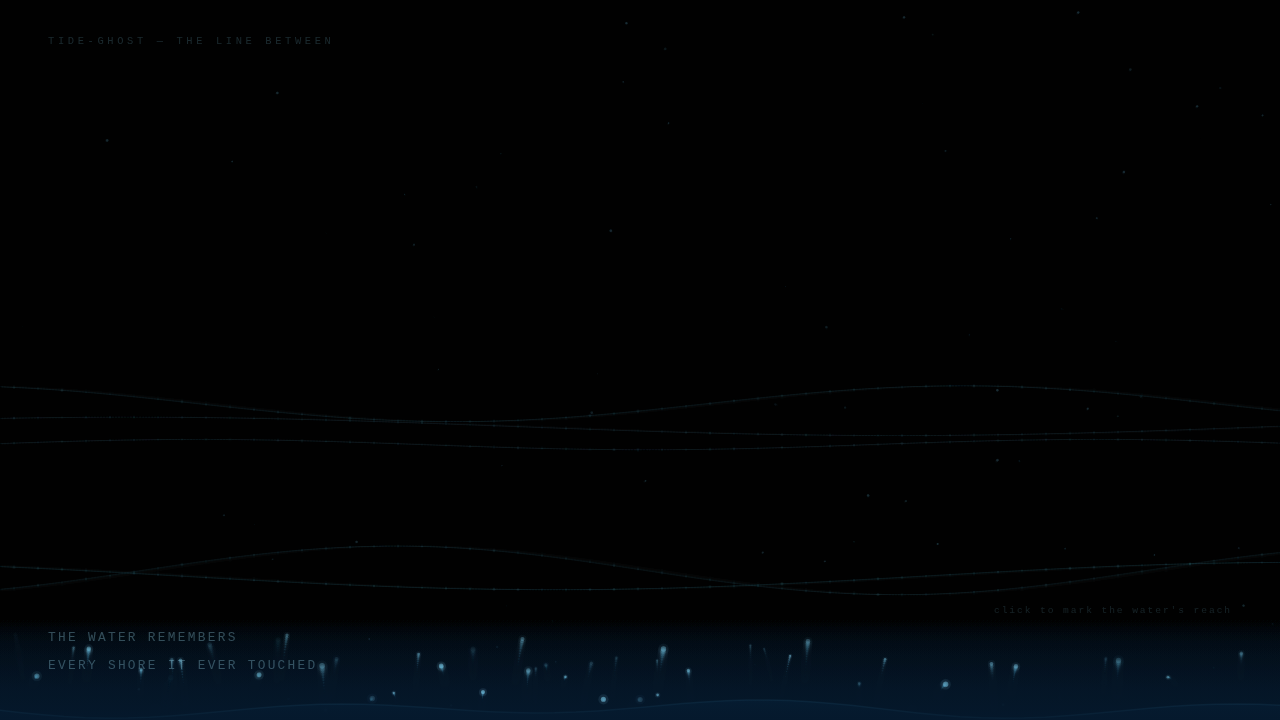 TIDE-GHOST — THE LINE BETWEEN
click to mark the water's reach
THE WATER REMEMBERS
EVERY SHORE IT EVER TOUCHED